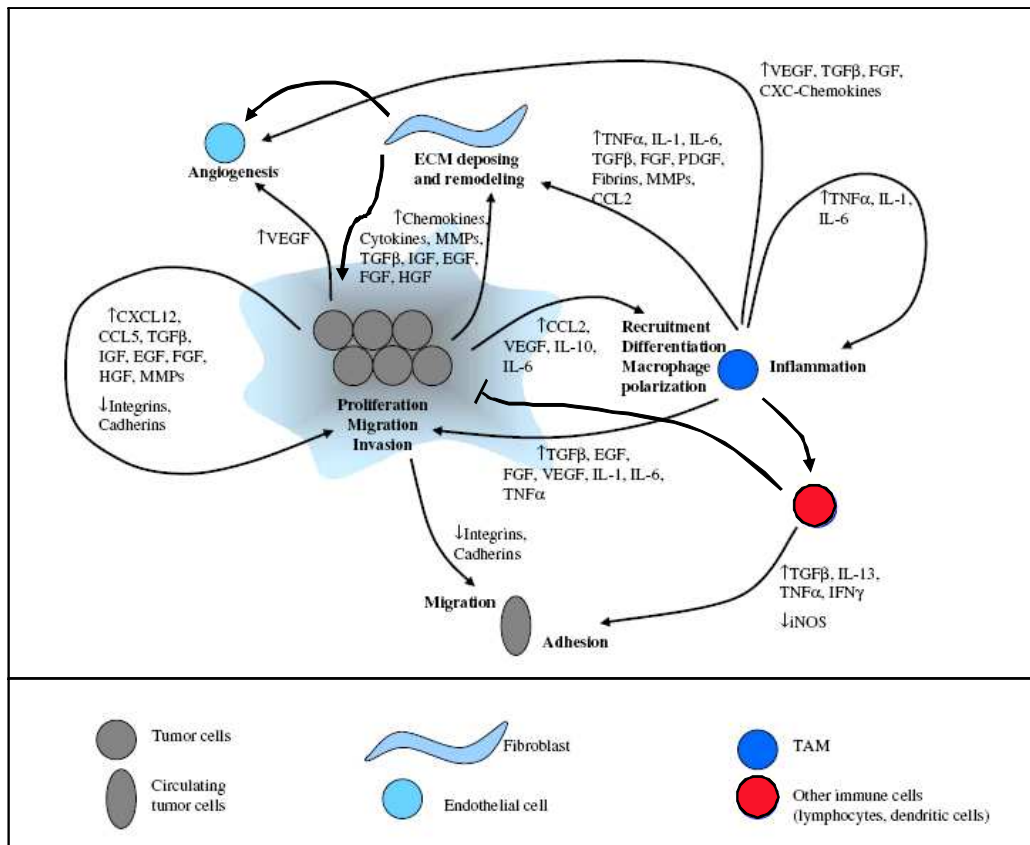 ↑VEGF, TGFβ, FGF,
CXC-Chemokines
↑TNFα, IL-1, IL-6,
TGFβ, FGF, PDGF,
Fibrins, MMPs,
CCL2
Angiogenesis
ECM deposing
and remodeling
↑TNFα, IL-1,
IL-6
↑VEGF
↑Chemokines,
Cytokines, MMPs,
TGFβ, IGF, EGF,
FGF, HGF
↑CXCL12,
CCL5, TGFβ,
IGF, EGF, FGF,
HGF, MMPs
↓Integrins,
Cadherins
↑CCL2,
VEGF, IL-10,
IL-6
Recruitment
Differentiation
Macrophage
polarization
Inflammation
Proliferation
Migration
Invasion
↑TGFβ, EGF,
FGF, VEGF, IL-1, IL-6,
TNFα
↓Integrins,
Cadherins
↑TGFβ, IL-13,
TNFα, IFNγ
↓iNOS
Migration
Adhesion
Tumor cells
Fibroblast
TAM
Circulating
tumor cells
Endothelial cell
Other immune cells
(lymphocytes, dendritic cells)